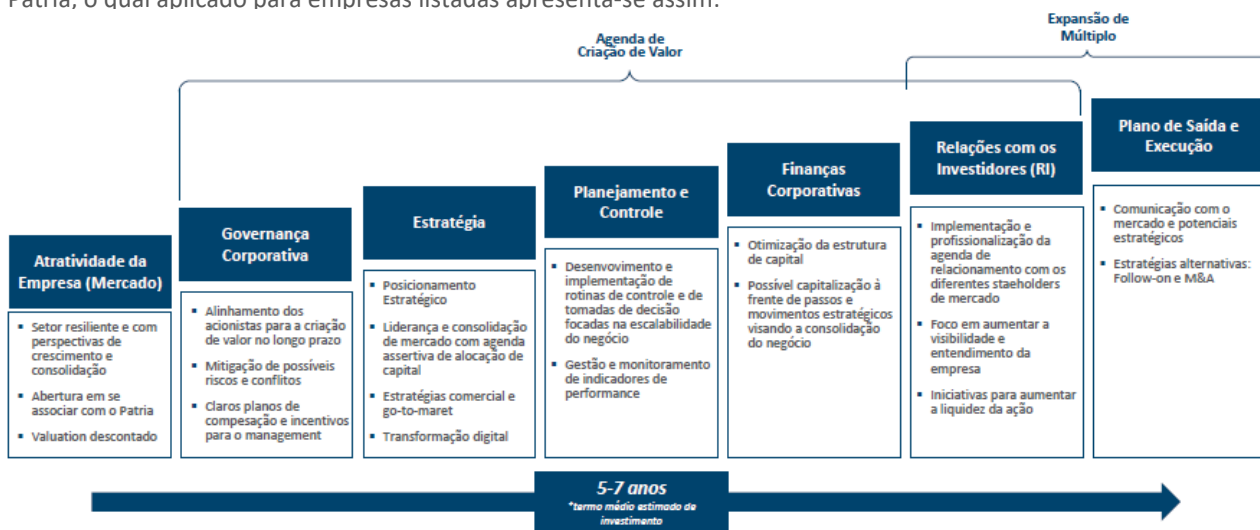 Patria, o qual aplicado para empresas listadas apresenta-se assim:
Expansão de
Múltiplo
Agenda de
Criação de Valor
Atratividade da
Empresa (Mercado)
▪ Setor resiliente e com
perspectivas de
crescimento e
consolidação
▪ Abertura em se
associar com o Patria
▪ Valuation descontado
Governança
Corporativa
▪ Alinhamento dos
acionistas para a criação
de valor no longo prazo
▪ Mitigação de possíveis
riscos e conflitos
▪ Claros planos de
compesação e incentivos
para o management
Estratégia
▪ Posicionamento
Estratégico
▪ Liderança e consolidação
de mercado com agenda
assertiva de alocação de
capital
▪ Estratégias comercial e
go-to-maret
▪ Transformação digital
Planejamento e
Controle
▪ Desenvovimento e
implementação de
rotinas de controle e de
tomadas de decisão
focadas na escalabilidade
do negócio
▪ Gestão e monitoramento
de indicadores de
performance
Finanças
Corporativas
▪ Otimização da estrutura
de capital
▪ Possível capitalização à
frente de passos e
movimentos estratégicos
visando a consolidação
do negócio
Relações com os
Investidores (RI)
▪ Implementação e
profissionalização da
agenda de
relacionamento com os
diferentes staeholders
de mercado
▪ Foco em aumentar a
visibilidade e
entendimento da
empresa
▪ Iniciativas para aumentar
a liquidez da ação
Plano de Saída e
Execução
▪ Comunicação com o
mercado e potenciais
estratégicos
▪ Estratégias alternativas:
Follow-on e M&A
5-7 anos
*termo médio estimado de
investimento